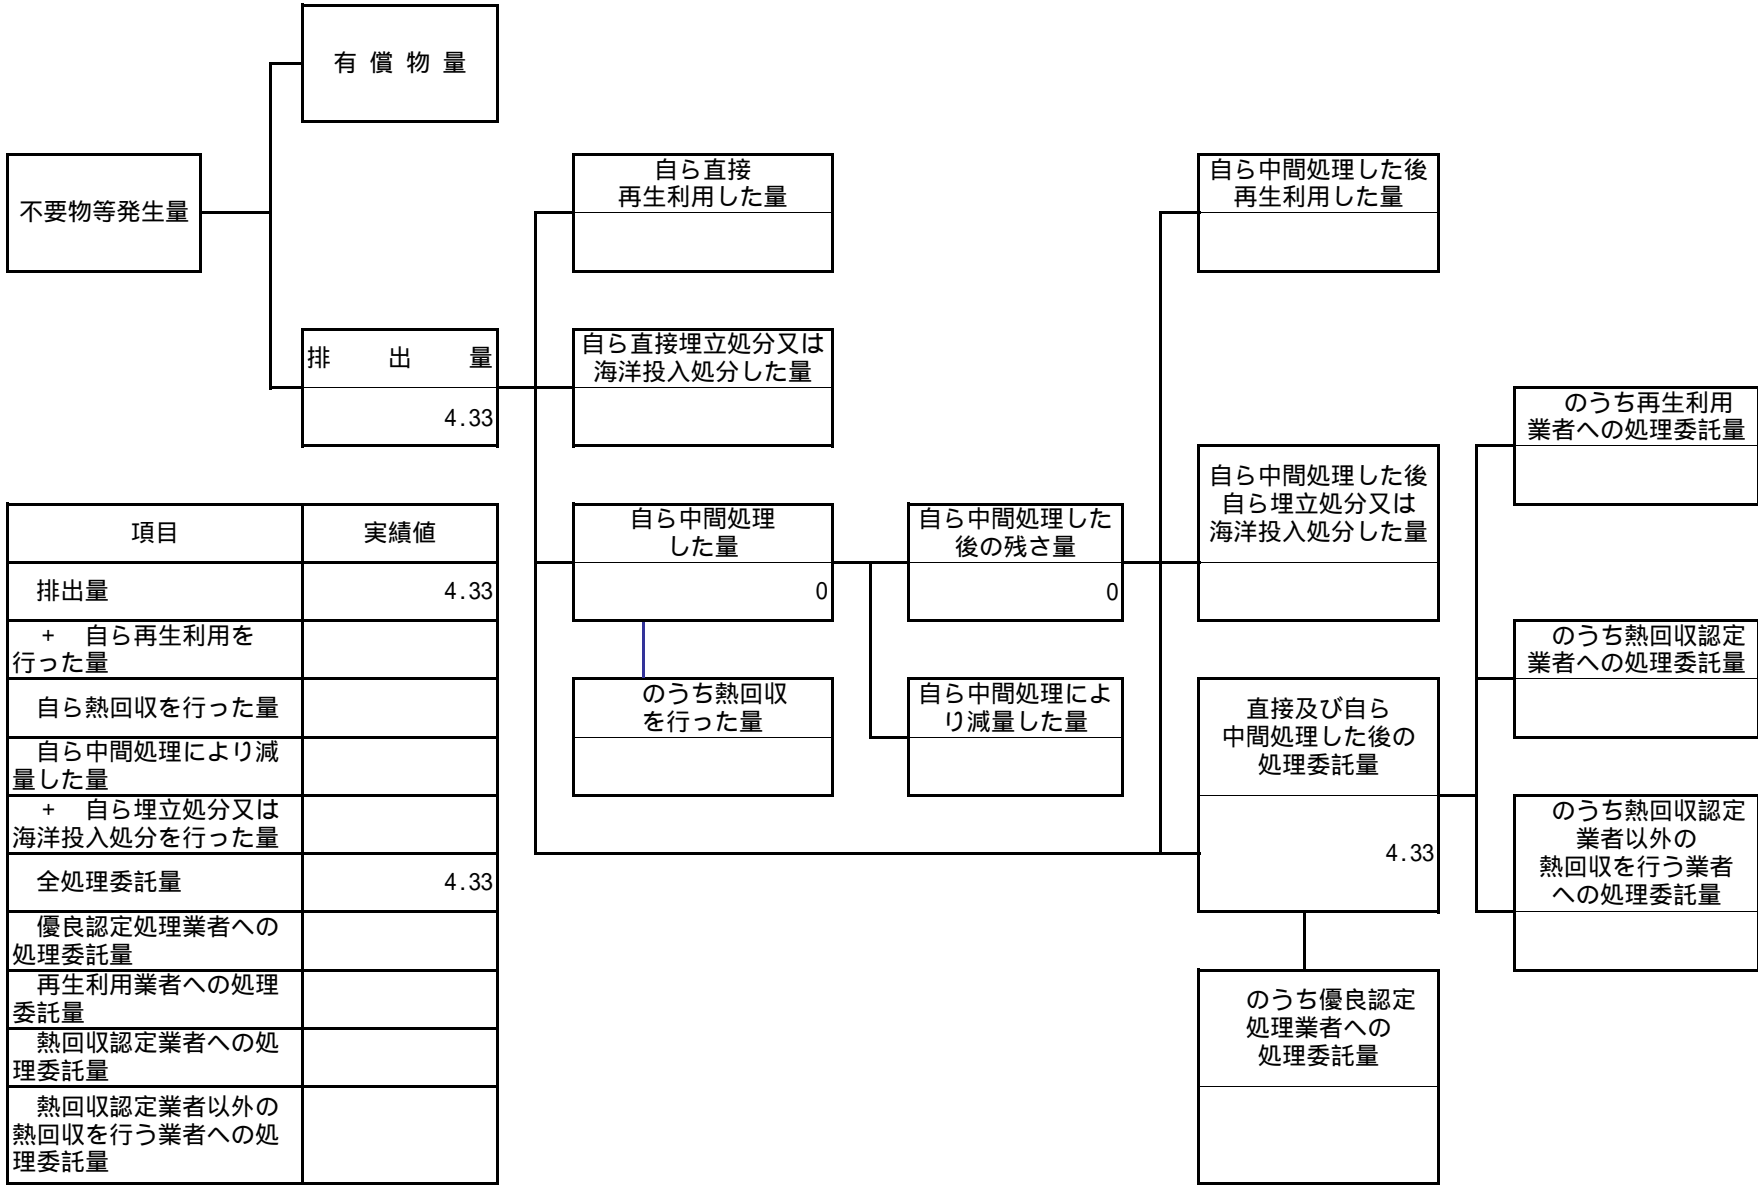 有 償 物 量
不要物等発生量
排 出 量
4.33
自ら直接
再生利用した量
自ら直接埋立処分又は
海洋投入処分した量
自ら中間処理
した量
0
のうち熱回収
を行った量
自ら中間処理した
後の残さ量
0
自ら中間処理によ
り減量した量
自ら中間処理した後
再生利用した量
自ら中間処理した後
自ら埋立処分又は
海洋投入処分した量
直接及び自ら
中間処理した後の
処理委託量
4.33
のうち優良認定
処理業者への
処理委託量
のうち再生利用
業者への処理委託量
のうち熱回収認定
業者への処理委託量
のうち熱回収認定
業者以外の
熱回収を行う業者
への処理委託量
項目 実績値
排出量 4.33
+ 自ら再生利用を
行った量
自ら熱回収を行った量
自ら中間処理により減
量した量
+ 自ら埋立処分又は
海洋投入処分を行った量
全処理委託量 4.33
優良認定処理業者への
処理委託量
再生利用業者への処理
委託量
熱回収認定業者への処
理委託量
熱回収認定業者以外の
熱回収を行う業者への処
理委託量